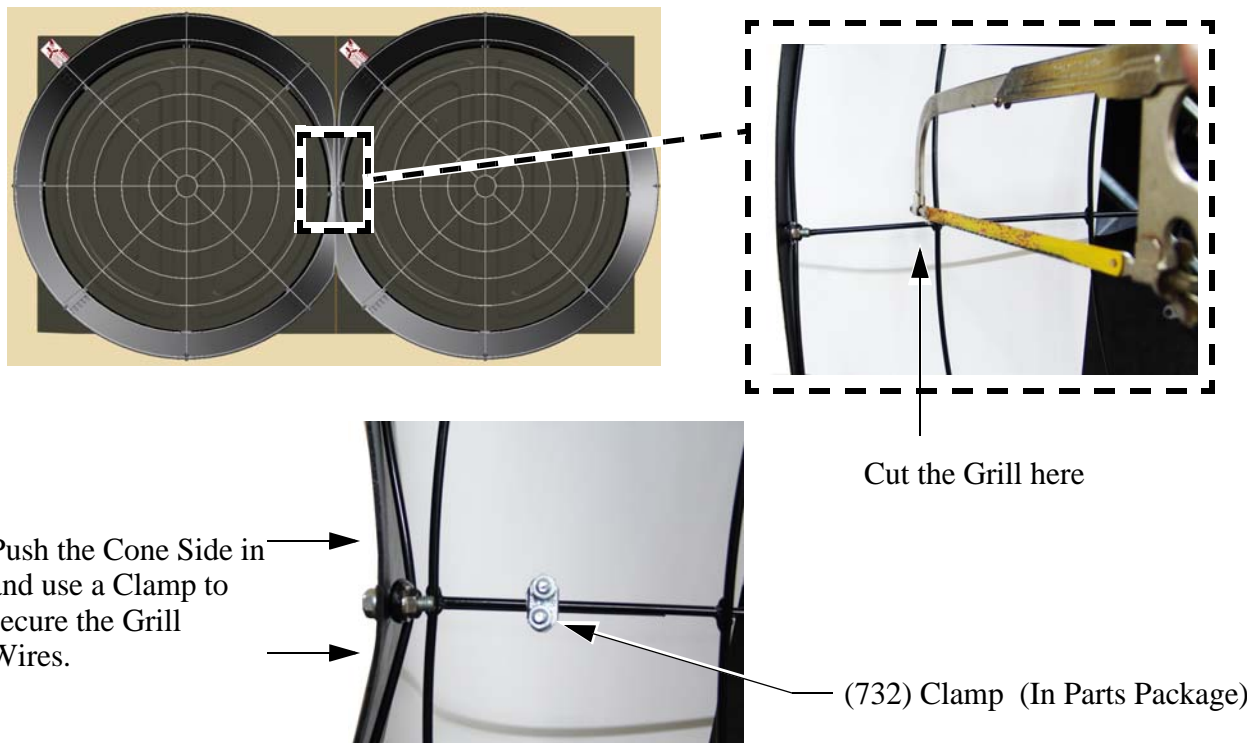 Cut the Grill here
Push the Cone Side in
and use a Clamp to
secure the Grill
Wires.
(732) Clamp (In Parts Package)